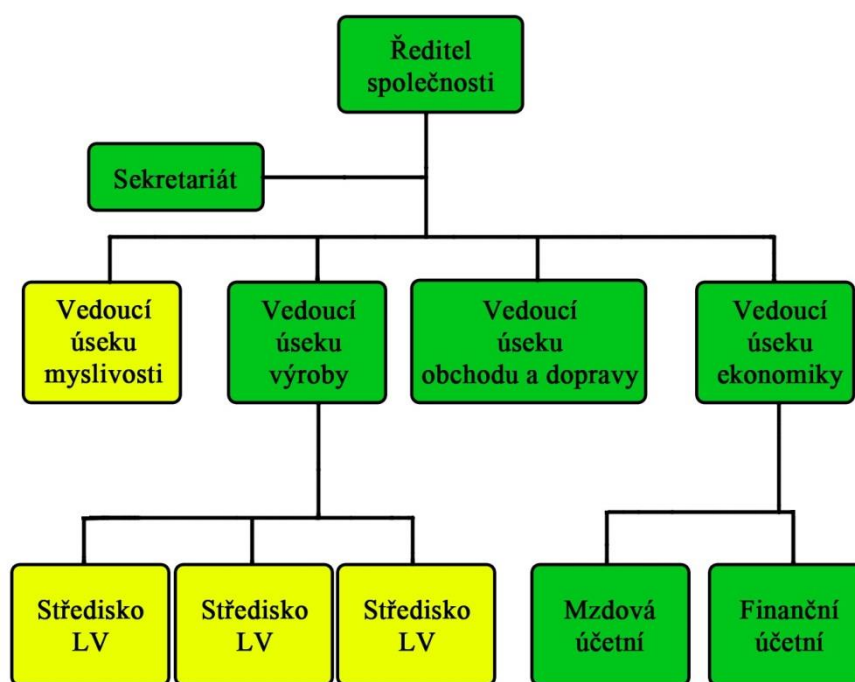 Ředitel
společnosti
Sekretariát
Vedoucí
úseku
myslivosti
Vedoucí
úseku
výroby
Vedoucí
úseku
obchodu a dopravy
Vedoucí
úseku
ekonomiky
Středisko
LV
Středisko
LV
Středisko
LV
Mzdová
účetní
Finanční
účetní